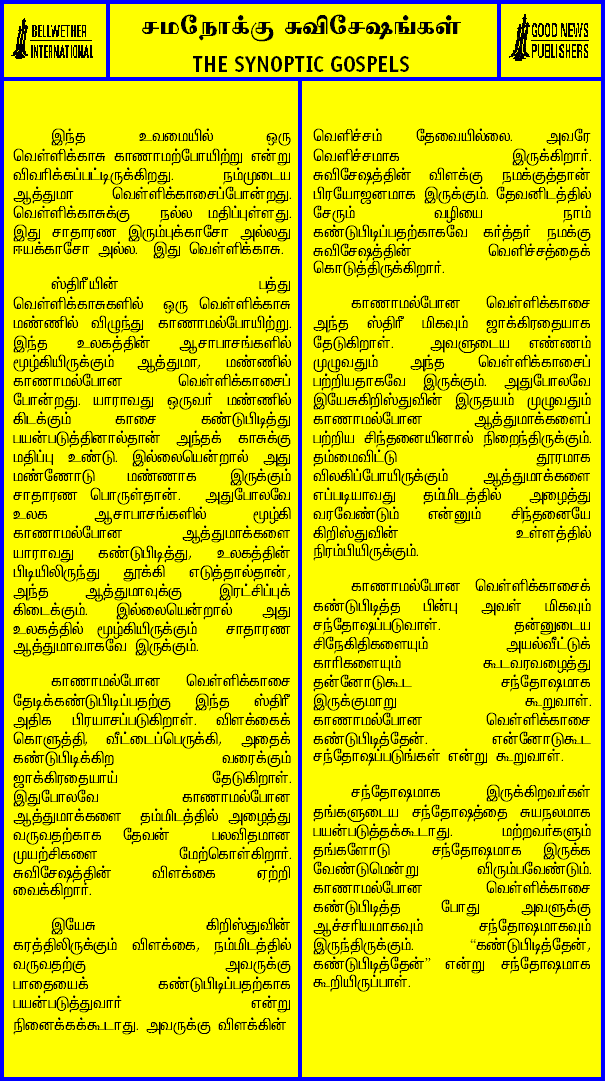 BELLWETHER
INTERNATIONAL
சமநோக்கு சுவிசேஷங்கள்
THE SYNOPTIC GOSPELS
GOOD NEWS
PUBLISHERS
இந்த உவமையில் ஒரு
வெள்ளிக்காசு காணாமற்போயிற்று என்று
விவரிக்கப்பட்டிருக்கிறது. நம்முடைய
ஆத்துமா வெள்ளிக்காசைப்போன்றது.
வெள்ளிக்காசுக்கு நல்ல மதிப்புள்ளது.
இது சாதாரண இரும்புக்காசோ அல்லது
ஈயக்காசோ அல்ல. இது வெள்ளிக்காசு.
ஸ்திரீயின் பத்து
வெள்ளிக்காசுகளில் ஒரு வெள்ளிக்காசு
மண்ணில் விழுந்து காணாமல்போயிற்று.
இந்த உலகத்தின் ஆசாபாசங்களில்
மூழ்கியிருக்கும் ஆத்துமா, மண்ணில்
காணாமல்போன வெள்ளிக்காசைப்
போன்றது. யாராவது ஒருவர் மண்ணில்
கிடக்கும் காசை கண்டுபிடித்து
பயன்படுத்தினால்தான் அந்தக் காசுக்கு
மதிப்பு உண்டு. இல்லையென்றால் அது
மண்ணோடு மண்ணாக இருக்கும்
சாதாரண பொருள்தான். அதுபோலவே
உலக ஆசாபாசங்களில் மூழ்கி
காணாமல்போன ஆத்துமாக்களை
யாராவது கண்டுபிடித்து, உலகத்தின்
பிடியிலிருந்து தூக்கி எடுத்தால்தான்,
அந்த ஆத்துமாவுக்கு இரட்சிப்புக்
கிடைக்கும். இல்லையென்றால் அது
உலகத்தில் மூழ்கியிருக்கும் சாதாரண
ஆத்துமாவாகவே இருக்கும்.
காணாமல்போன வெள்ளிக்காசை
தேடிக்கண்டுபிடிப்பதற்கு இந்த ஸ்திரீ
அதிக பிரயாசப்படுகிறாள். விளக்கைக்
கொளுத்தி, வீட்டைப்பெருக்கி, அதைக்
கண்டுபிடிக்கிற வரைக்கும்
ஜாக்கிரதையாய் தேடுகிறாள்.
இதுபோலவே காணாமல்போன
ஆத்துமாக்களை தம்மிடத்தில் அழைத்து
வருவதற்காக தேவன் பலவிதமான
முயற்சிகளை மேற்கொள்கிறார்.
சுவிசேஷத்தின் விளக்கை ஏற்றி
வைக்கிறார்.
இயேசு கிறிஸ்துவின்
கரத்திலிருக்கும் விளக்கை, நம்மிடத்தில்
வருவதற்கு அவருக்கு
பாதையைக் கண்டுபிடிப்பதற்காக
பயன்படுத்துவார் என்று
நினைக்கக்கூடாது. அவருக்கு விளக்கின்
வெளிச்சம் தேவையில்லை. அவரே
வெளிச்சமாக இருக்கிறார்.
சுவிசேஷத்தின் விளக்கு நமக்குத்தான்
பிரயோஜனமாக இருக்கும். தேவனிடத்தில்
சேரும் வழியை நாம்
கண்டுபிடிப்பதற்காகவே கர்த்தர் நமக்கு
சுவிசேஷத்தின் வெளிச்சத்தைக்
கொடுத்திருக்கிறார்.
காணாமல்போன வெள்ளிக்காசை
அந்த ஸ்திரீ மிகவும் ஜாக்கிரதையாக
தேடுகிறாள். அவளுடைய எண்ணம்
முழுவதும் அந்த வெள்ளிக்காசைப்
பற்றியதாகவே இருக்கும். அதுபோலவே
இயேசுகிறிஸ்துவின் இருதயம் முழுவதும்
காணாமல்போன ஆத்துமாக்களைப்
பற்றிய சிந்தனையினால் நிறைந்திருக்கும்.
தம்மைவிட்டு தூரமாக
விலகிப்போயிருக்கும் ஆத்துமாக்களை
எப்படியாவது தம்மிடத்தில் அழைத்து
வரவேண்டும் என்னும் சிந்தனையே
கிறிஸ்துவின் உள்ளத்தில்
நிரம்பியிருக்கும்.
காணாமல்போன வெள்ளிக்காசைக்
கண்டுபிடித்த பின்பு அவள் மிகவும்
சந்தோஷப்படுவாள். தன்னுடைய
சிநேகிதிகளையும் அயல்வீட்டுக்
காரிகளையும் கூடவரவழைத்து
தன்னோடுகூட சந்தோஷமாக
இருக்குமாறு கூறுவாள்.
காணாமல்போன வெள்ளிக்காசை
கண்டுபிடித்தேன். என்னோடுகூட
சந்தோஷப்படுங்கள் என்று கூறுவாள்.
சந்தோஷமாக இருக்கிறவர்கள்
தங்களுடைய சந்தோஷத்தை சுயநலமாக
பயன்படுத்தக்கூடாது. மற்றவர்களும்
தங்களோடு சந்தோஷமாக இருக்க
வேண்டுமென்று விரும்பவேண்டும்.
காணாமல்போன வெள்ளிக்காசை
கண்டுபிடித்த போது அவளுக்கு
ஆச்சரியமாகவும் சந்தோஷமாகவும்
இருந்திருக்கும். “கண்டுபிடித்தேன்,
கண்டுபிடித்தேன்” என்று சந்தோஷமாக
கூறியிருப்பாள்.